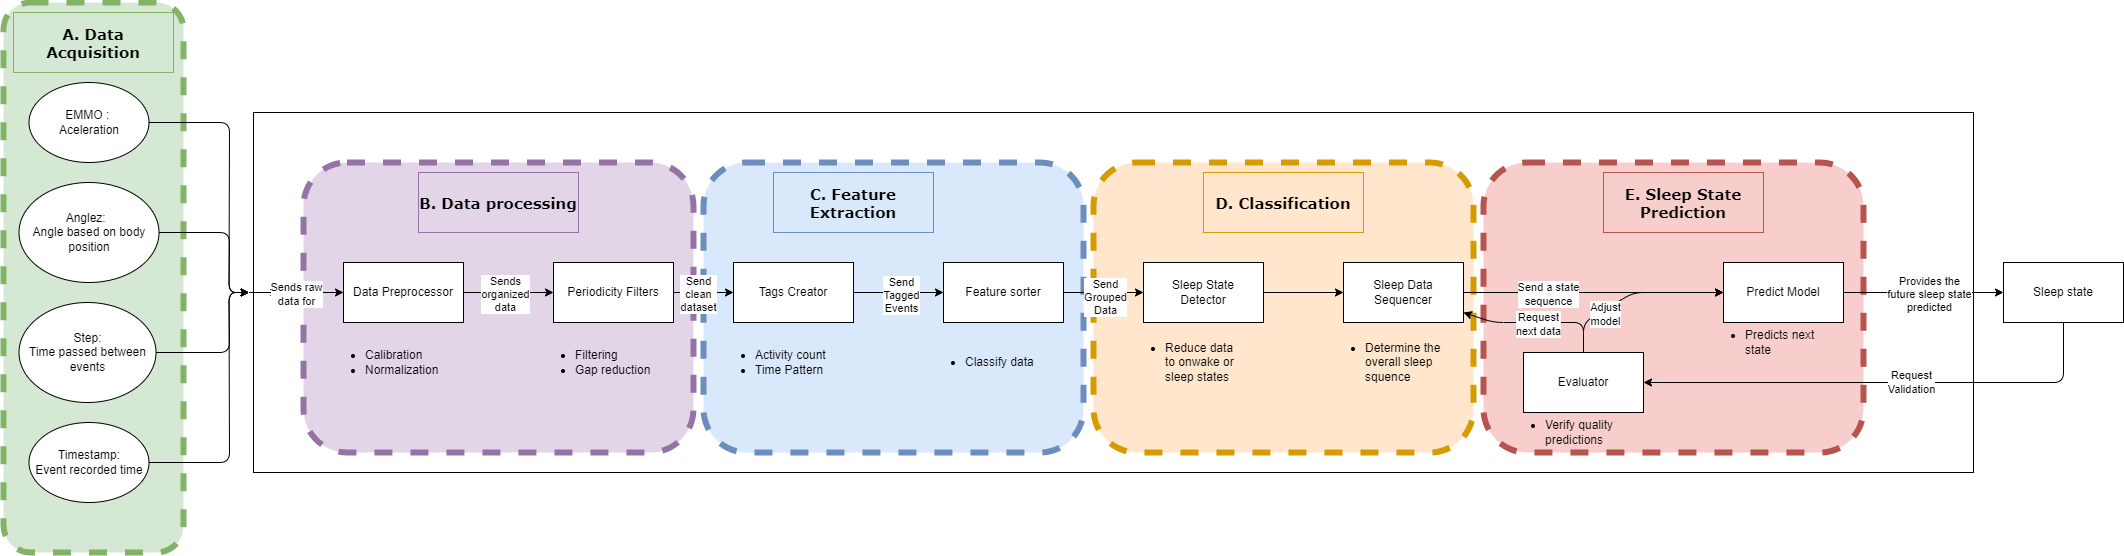 A. Data
Acquisition
EMMO :
Aceleration
Anglez:
Angle based on body
position
Step:
Time passed between
events
Timestamp:
Event recorded time
Sends raw
data for
B. Data processing
Data Preprocessor
Calibration
Normalization
Sends
organized
data
Periodicity Filters
Filtering
Gap reduction
Send
clean
dataset
C. Feature
Extraction
Tags Creator
Activity count
Time Pattern
Send
Tagged
Events
Feature sorter
Classify data
Send
Grouped
Data
D. Classification
Sleep State
Detector
Reduce data
to onwake or
sleep states
Sleep Data
Sequencer
Determine the
overall sleep
squence
E. Sleep State
Prediction
Send a state
sequence
Request
next data
Adjust
model
Predict Model
Predicts next
state
Evaluator
Verify quality
predictions
Provides the
future sleep state
predicted
Sleep state
Request
Validation